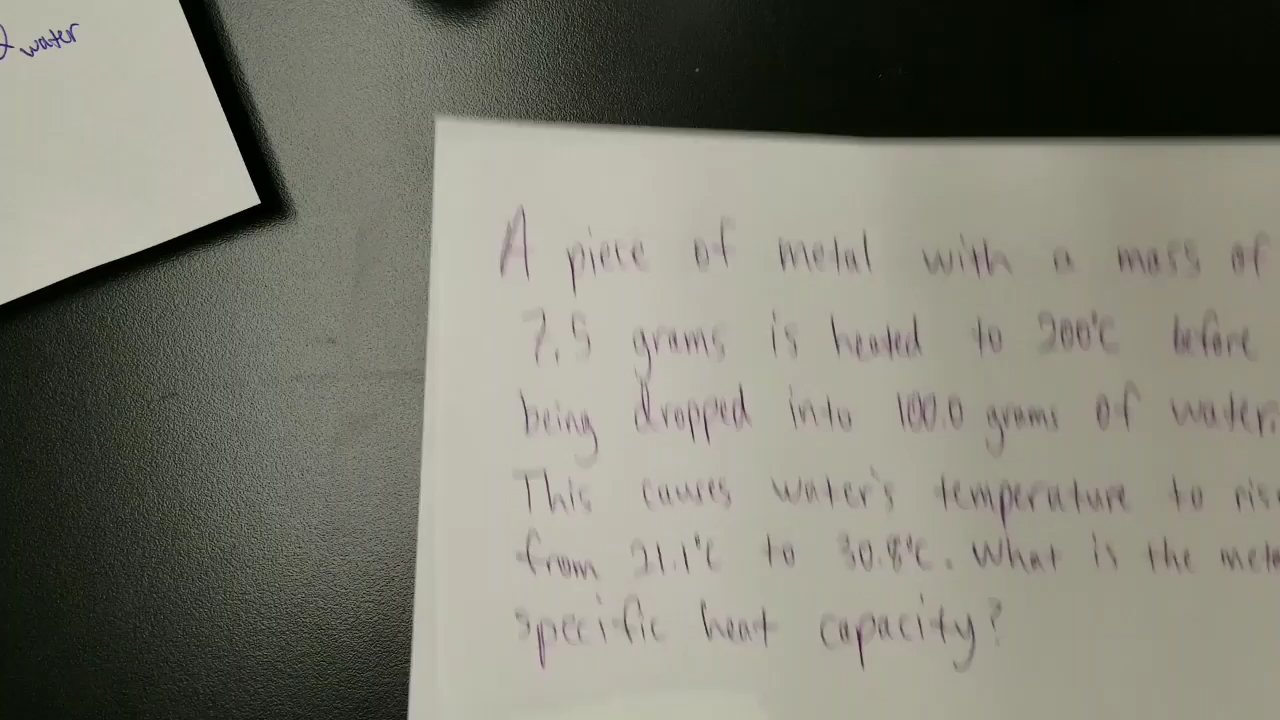 water
A piece of metal with a mass of
7.5 grams is heated to 200°C before
being dropped into 100.0 grams of water.
This causes water's temperature to ris
from 21.1°C to 30.8°C. What is the meta
specific heat capacity?